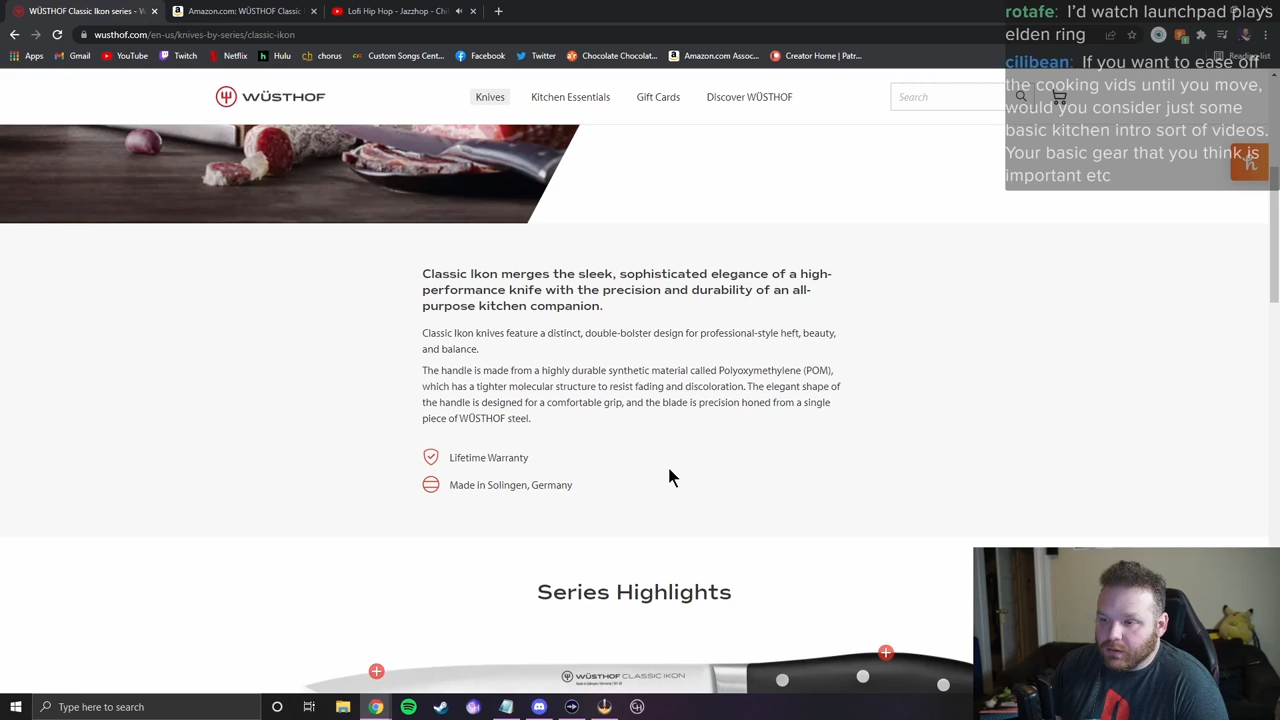 WÜSTHOF Classic Ikon series - W
Amazon.com: WÜSTHOF Classic
Lofi Hip Hop - Jazzhop - Chi
wusthof.com/en-us/knives-by-series/classic-ikon
Apps
Gmail
YouTube
Twitch
Netflix
Hulu
chorus
Custom Songs Cent...
Facebook
Twitter
Chocolate Chocolat...
Amazon.com Assoc...
Creator Home | Patr...
Reading list
rotafe: I'd watch launchpad plays
elden ring
cilibean: If you want to ease off
the cooking vids until you move,
would you consider just some
basic kitchen intro sort of videos.
Your basic gear that you think is
important etc
WÜSTHOF
Knives
Kitchen Essentials
Gift Cards
Discover WÜSTHOF
Search
Classic Ikon merges the sleek, sophisticated elegance of a high-
performance knife with the precision and durability of an all-
purpose kitchen companion.
Classic Ikon knives feature a distinct, double-bolster design for professional-style heft, beauty,
and balance.
The handle is made from a highly durable synthetic material called Polyoxymethylene (POM),
which has a tighter molecular structure to resist fading and discoloration. The elegant shape of
the handle is designed for a comfortable grip, and the blade is precision honed from a single
piece of WÜSTHOF steel.
Lifetime Warranty
Made in Solingen, Germany
Series Highlights
WÜSTHOF CLASSIC IKON
Type here to search